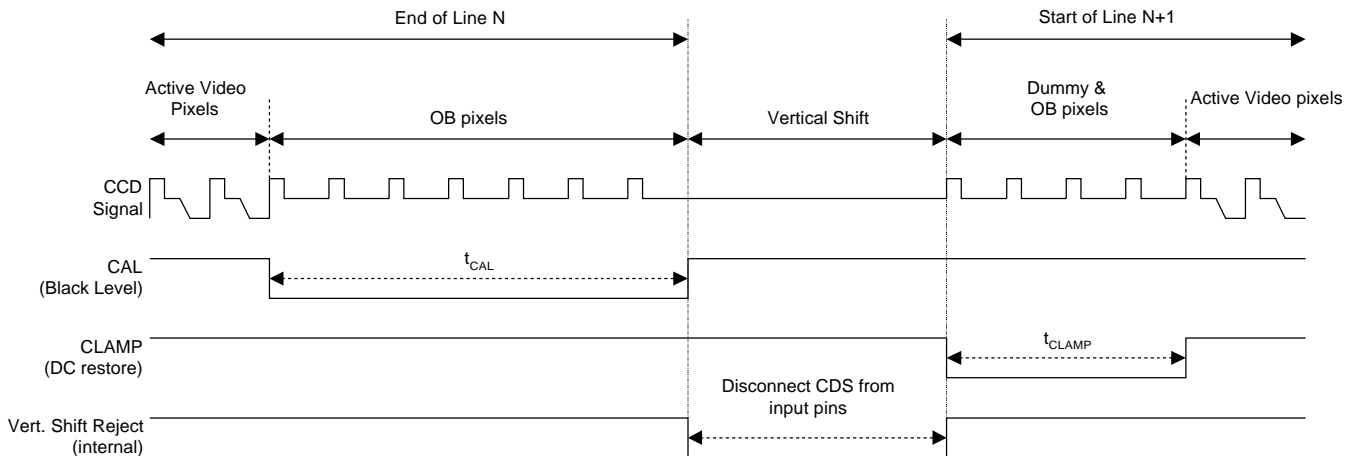 End of Line N
Start of Line N+1
Active Video
Pixels
OB pixels
Vertical Shift
Dummy &
OB pixels
Active Video pixels
CCD
Signal
CAL
(Black Level)
tCAL
CLAMP
(DC restore)
tCLAMP
Disconnect CDS from
input pins
Vert. Shift Reject
(internal)